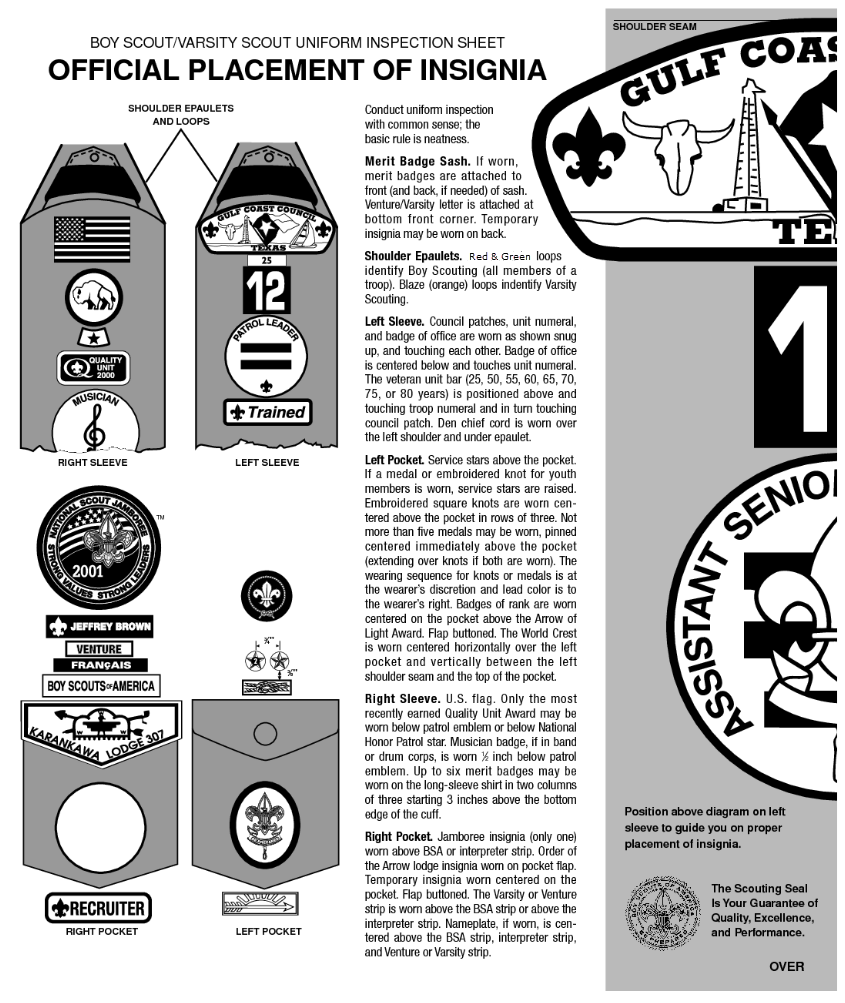 BOY SCOUT/VARSITY SCOUT UNIFORM INSPECTION SHEET
OFFICIAL PLACEMENT OF INSIGNIA
SHOULDER EPAULETS
AND LOOPS
GULF COAST COUNCIL
TEXAS
25
12
PATROL LEADER
Trained
QUALITY
UNIT
2000
MUSICIAN
RIGHT SLEEVE
LEFT SLEEVE
NATIONAL SCOUT JAMBOREE
2001
STRONG VALUES STRONG LEADERS
TM
JEFFREY BROWN
VENTURE
FRANÇAIS
BOY SCOUTS OF AMERICA
KARANKAWA LODGE 307
RECRUITER
RIGHT POCKET
LEFT POCKET
Conduct uniform inspection
with common sense; the
basic rule is neatness.
Merit Badge Sash. If worn,
merit badges are attached to
front (and back, if needed) of sash.
Venture/Varsity letter is attached at
bottom front corner. Temporary
insignia may be worn on back.
Shoulder Epaulets. Red & Green loops
identify Boy Scouting (all members of a
troop). Blaze (orange) loops indentify Varsity
Scouting.
Left Sleeve. Council patches, unit numeral,
and badge of office are worn as shown snug
up, and touching each other. Badge of office
is centered below and touches unit numeral.
The veteran unit bar (25, 50, 55, 60, 65, 70,
75, or 80 years) is positioned above and
touching troop numeral and in turn touching
council patch. Den chief cord is worn over
the left shoulder and under epaulet.
Left Pocket. Service stars above the pocket.
If a medal or embroidered knot for youth
members is worn, service stars are raised.
Embroidered square knots are worn cen-
tered above the pocket in rows of three. Not
more than five medals may be worn, pinned
centered immediately above the pocket
(extending over knots if both are worn). The
wearing sequence for knots or medals is at
the wearer's discretion and lead color is to
the wearer's right. Badges of rank are worn
centered on the pocket above the Arrow of
Light Award. Flap buttoned. The World Crest
is worn centered horizontally over the left
pocket and vertically between the left
shoulder seam and the top of the pocket.
Right Sleeve. U.S. flag. Only the most
recently earned Quality Unit Award may be
worn below patrol emblem or below National
Honor Patrol star. Musician badge, if in band
or drum corps, is worn ½ inch below patrol
emblem. Up to six merit badges may be
worn on the long-sleeve shirt in two columns
of three starting 3 inches above the bottom
edge of the cuff.
Right Pocket. Jamboree insignia (only one)
worn above BSA or interpreter strip. Order of
the Arrow lodge insignia worn on pocket flap.
Temporary insignia worn centered on the
pocket. Flap buttoned. The Varsity or Venture
strip is worn above the BSA strip or above the
interpreter strip. Nameplate, if worn, is cen-
tered above the BSA strip, interpreter strip,
and Venture or Varsity strip.
SHOULDER SEAM
GULF COAS
TE
1
ASSISTANT SENIO
Position above diagram on left
sleeve to guide you on proper
placement of insignia.
The Scouting Seal
Is Your Guarantee of
Quality, Excellence,
and Performance.
OVER